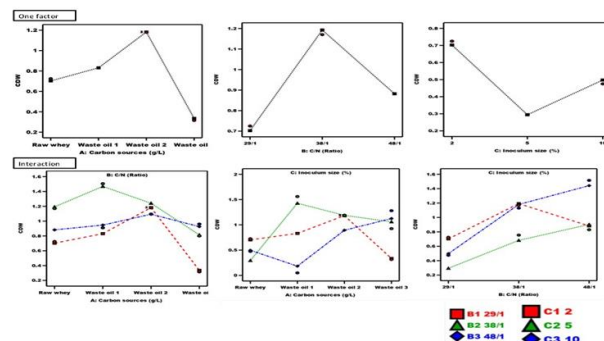 One factor
1.2
1
0.8
0.6
0.4
0.2
CDW
Raw whey Waste oil 1 Waste oil 2 Waste oil
A: Carbon sources (g/L)
1.2
1.1
1
0.9
0.8
0.7
CDW
29/1 38/1 48/1
B: C/N (Ratio)
0.8
0.7
0.6
0.5
0.4
0.3
0.2
CDW
2 5 1
C: Inoculum size (%)
Interaction
B: C/N (Ratio)
1.6
1.4
1.2
1
0.8
0.6
0.4
0.2
CDW
Raw whey Waste oil 1 Waste oil 2 Waste oi
A: Carbon sources (g/L)
C: Inoculum size (%)
2
1.5
1
0.5
0
CDW
Raw whey Waste oil 1 Waste oil 2 Waste oil 3
A: Carbon sources (g/L)
C: Inoculum size (%)
1.6
1.4
1.2
1
0.8
0.6
0.4
0.2
CDW
29/1 38/1 48/1
B: C/N (Ratio)
B1 29/1 C1 2
B2 38/1 C2 5
B3 48/1 C3 10